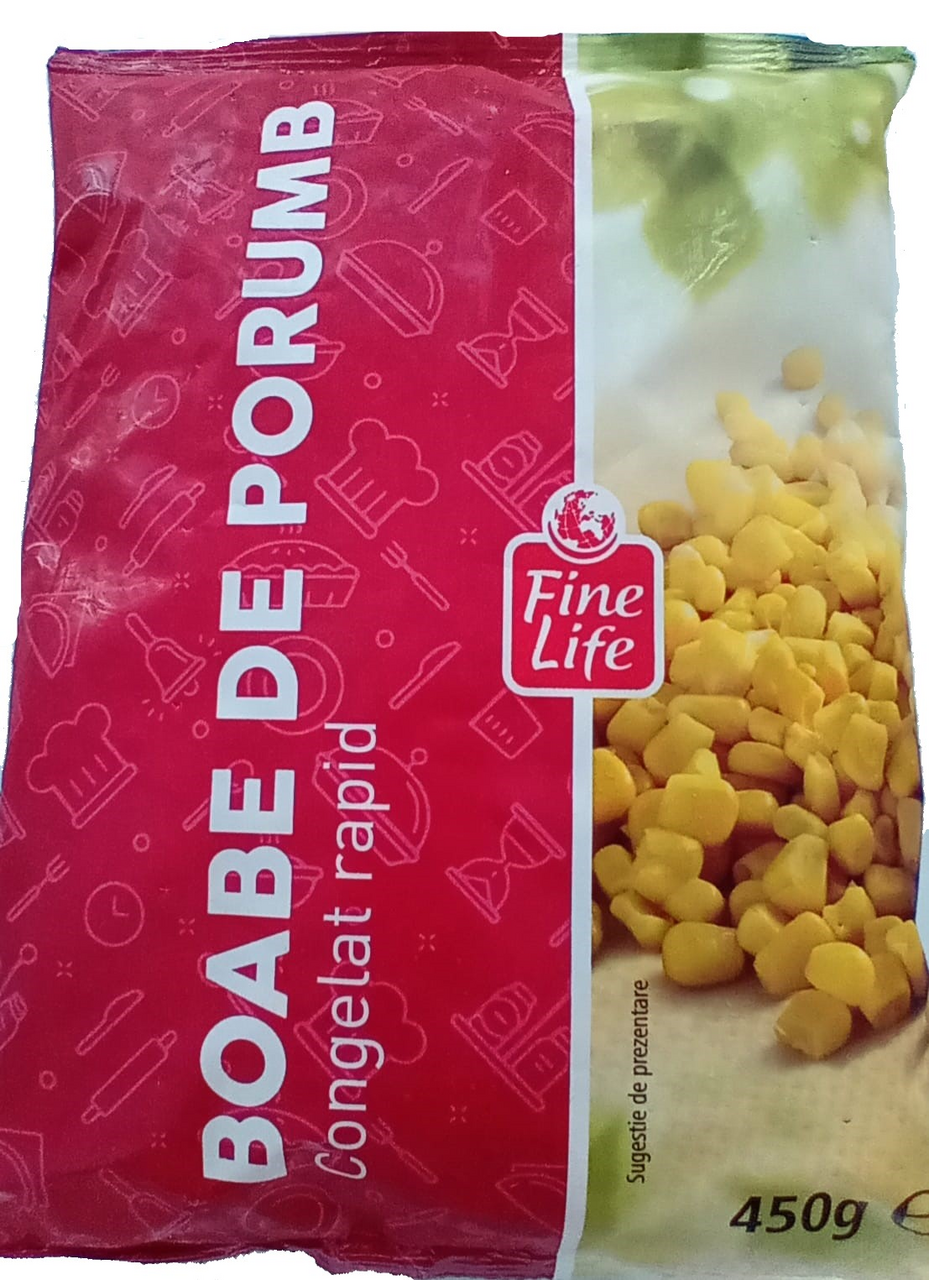 BOABE DE PORUMB
Congelat rapid
Fine
Life
Sugestie de prezentare
450g ℮